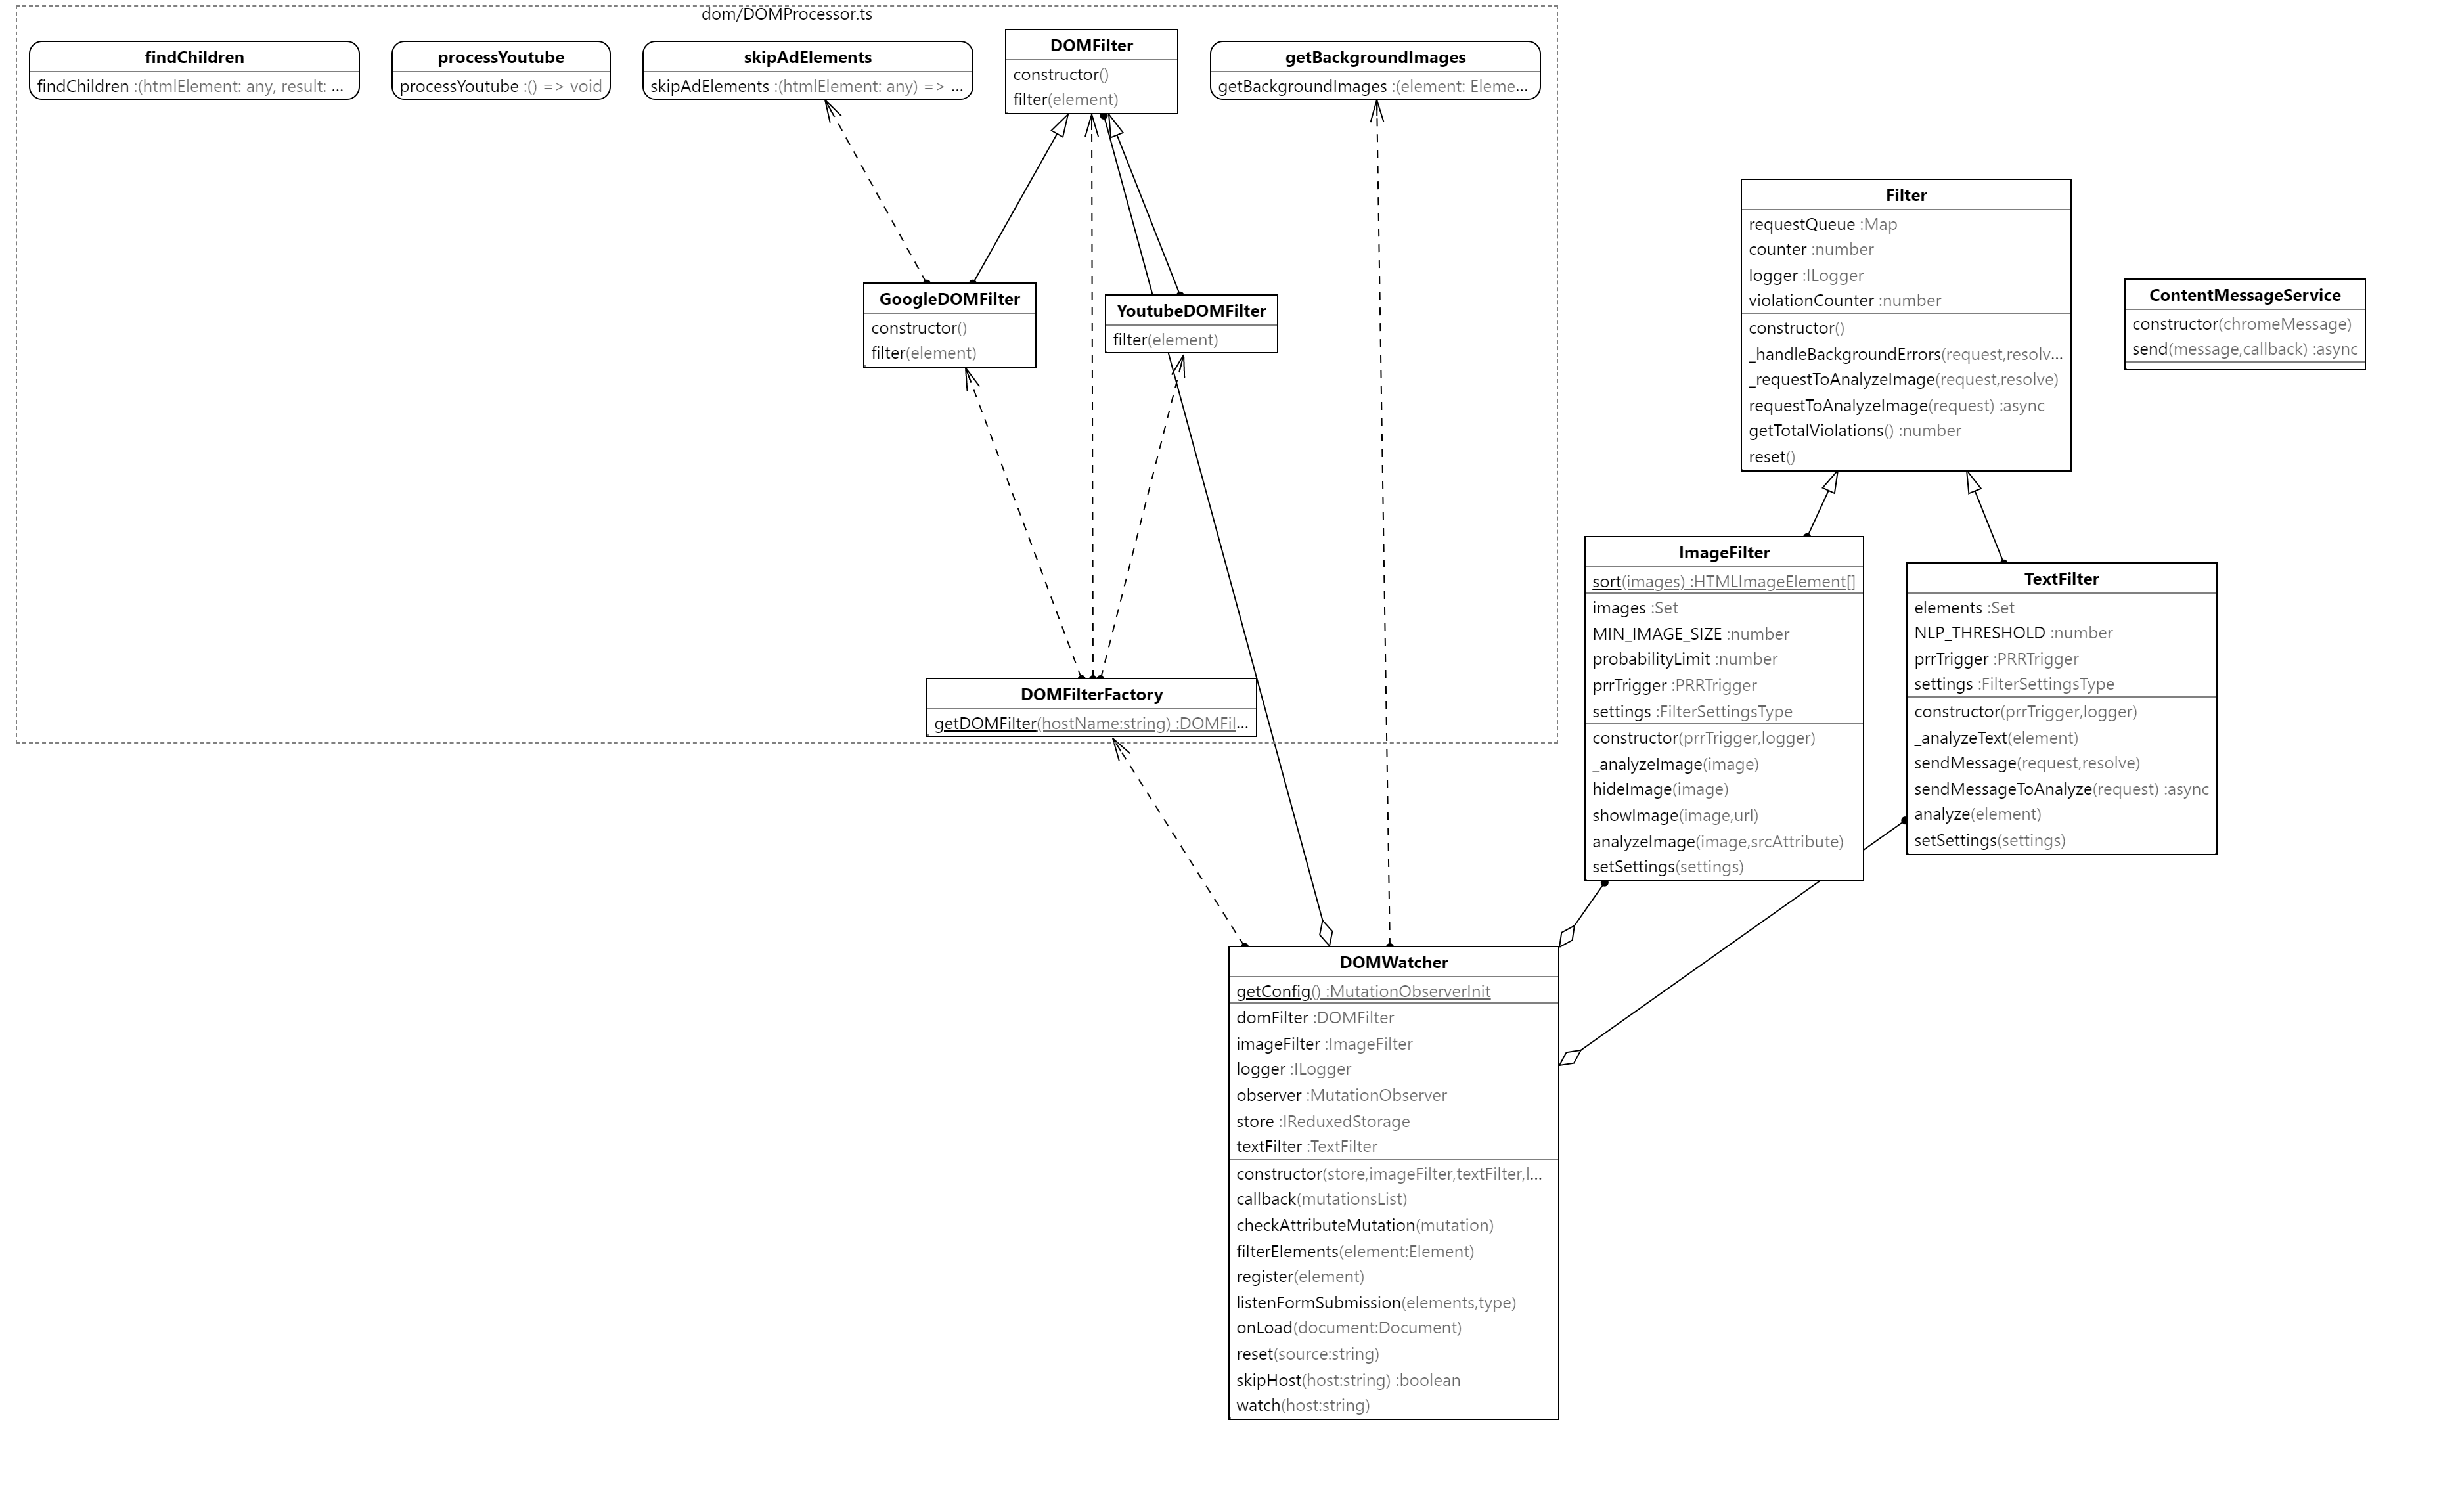 dom/DOMProcessor.ts
findChildren
findChildren :(htmlElement: any, result: ...
processYoutube
processYoutube :() => void
skipAdElements
skipAdElements :(htmlElement: any) => ...
DOMFilter
constructor()
filter(element)
getBackgroundImages
getBackgroundImages :(element: Eleme...
GoogleDOMFilter
constructor()
filter(element)
YoutubeDOMFilter
filter(element)
DOMFilterFactory
getDOMFilter(hostName:string) :DOMFil...
Filter
requestQueue :Map
counter :number
logger :ILogger
violationCounter :number
constructor()
_handleBackgroundErrors(request,resolv...
_requestToAnalyzeImage(request,resolve)
requestToAnalyzeImage(request) :async
getTotalViolations() :number
reset()
ContentMessageService
constructor(chromeMessage)
send(message,callback) :async
ImageFilter
sort(images) :HTMLImageElement[]
images :Set
MIN_IMAGE_SIZE :number
probabilityLimit :number
prrTrigger :PRRTrigger
settings :FilterSettingsType
constructor(prrTrigger,logger)
_analyzeImage(image)
hideImage(image)
showImage(image,url)
analyzeImage(image,srcAttribute)
setSettings(settings)
TextFilter
elements :Set
NLP_THRESHOLD :number
prrTrigger :PRRTrigger
settings :FilterSettingsType
constructor(prrTrigger,logger)
_analyzeText(element)
sendMessage(request,resolve)
sendMessageToAnalyze(request) :async
analyze(element)
setSettings(settings)
DOMWatcher
getConfig() :MutationObserverInit
domFilter :DOMFilter
imageFilter :ImageFilter
logger :ILogger
observer :MutationObserver
store :IReduxedStorage
textFilter :TextFilter
constructor(store,imageFilter,textFilter,l...
callback(mutationsList)
checkAttributeMutation(mutation)
filterElements(element:Element)
register(element)
listenFormSubmission(elements,type)
onLoad(document:Document)
reset(source:string)
skipHost(host:string) :boolean
watch(host:string)